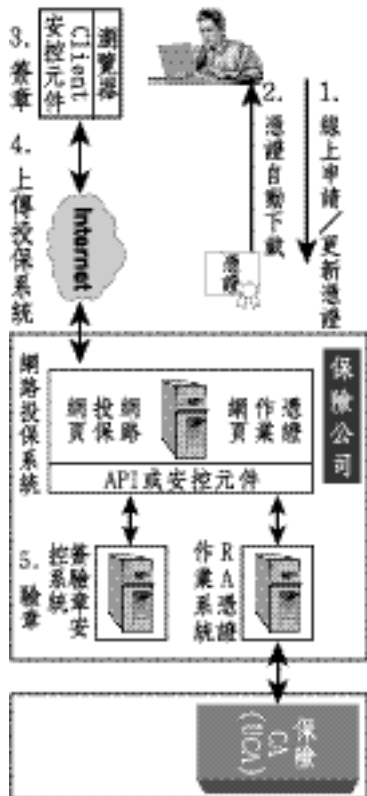 1. 線上申請／更新憑證
2. 憑證自動下載
憑證
3. 簽章
瀏覽器
Client
安控元件
4. 上傳投保系統
Internet
保險公司
網路投保系統
網路
投保
網頁
憑證
作業
網頁
API或安控元件
5. 驗章
簽驗章安
控系統
RA憑證
作業系統
保險
CA
(UCA)